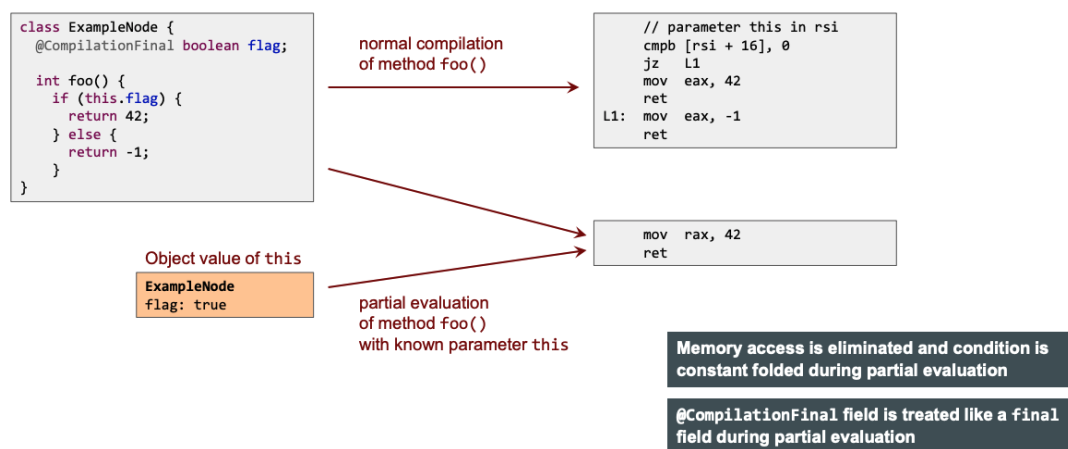 class ExampleNode {
  @CompilationFinal boolean flag;
  int foo() {
    if (this.flag) {
      return 42;
    } else {
      return -1;
    }
  }
normal compilation
of method foo()
// parameter this in rsi
cmpb [rsi + 16], 0
jz L1
mov eax, 42
ret
L1: mov eax, -1
ret
Object value of this
ExampleNode
flag: true
partial evaluation
of method foo()
with known parameter this
mov rax, 42
ret
Memory access is eliminated and condition is
constant folded during partial evaluation
@CompilationFinal field is treated like a final
field during partial evaluation